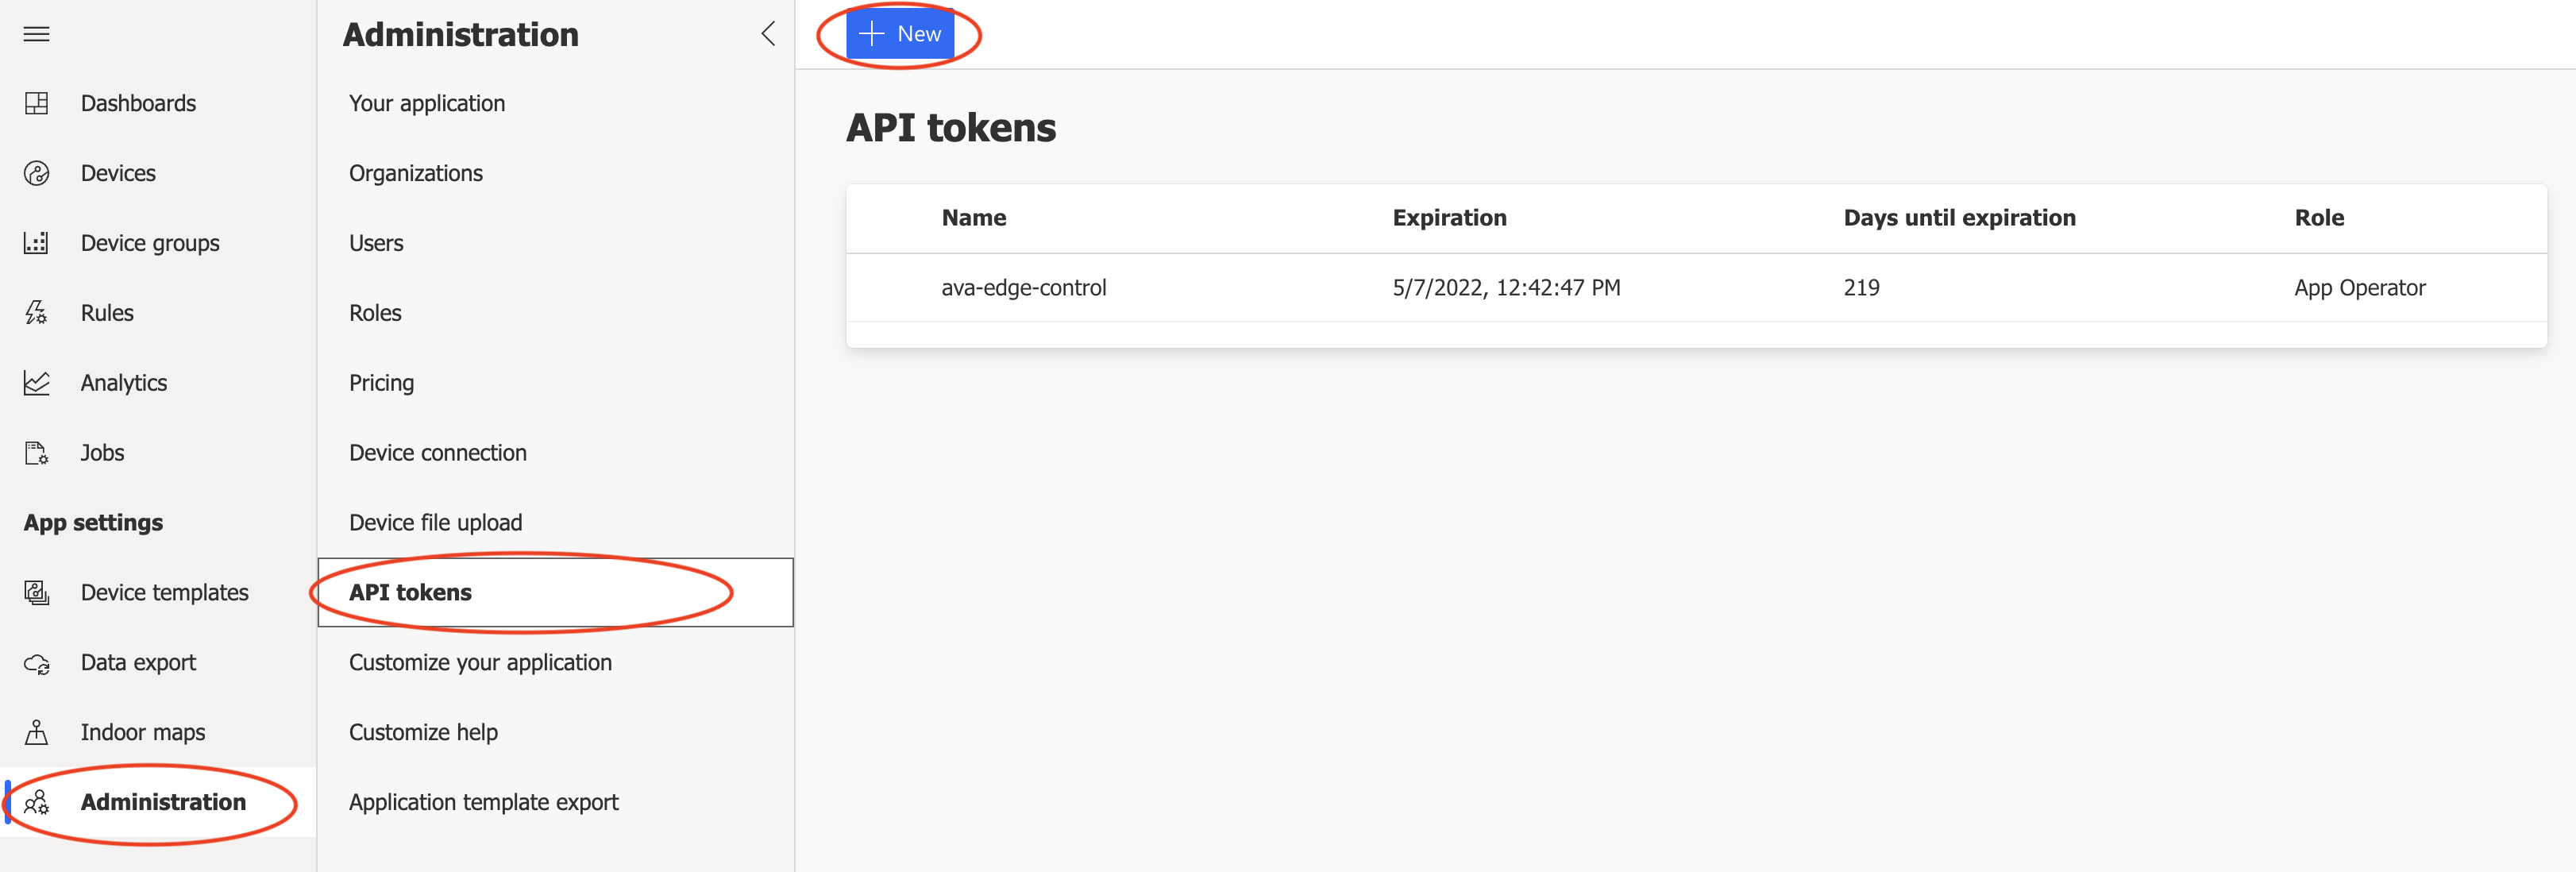 Dashboards
Devices
Device groups
Rules
Analytics
Jobs
App settings
Device templates
Data export
Indoor maps
Administration
Administration
Your application
Organizations
Users
Roles
Pricing
Device connection
Device file upload
API tokens
Customize your application
Customize help
Application template export
New
API tokens
Name Expiration Days until expiration Role
ava-edge-control 5/7/2022, 12:42:47 PM 219 App Operator